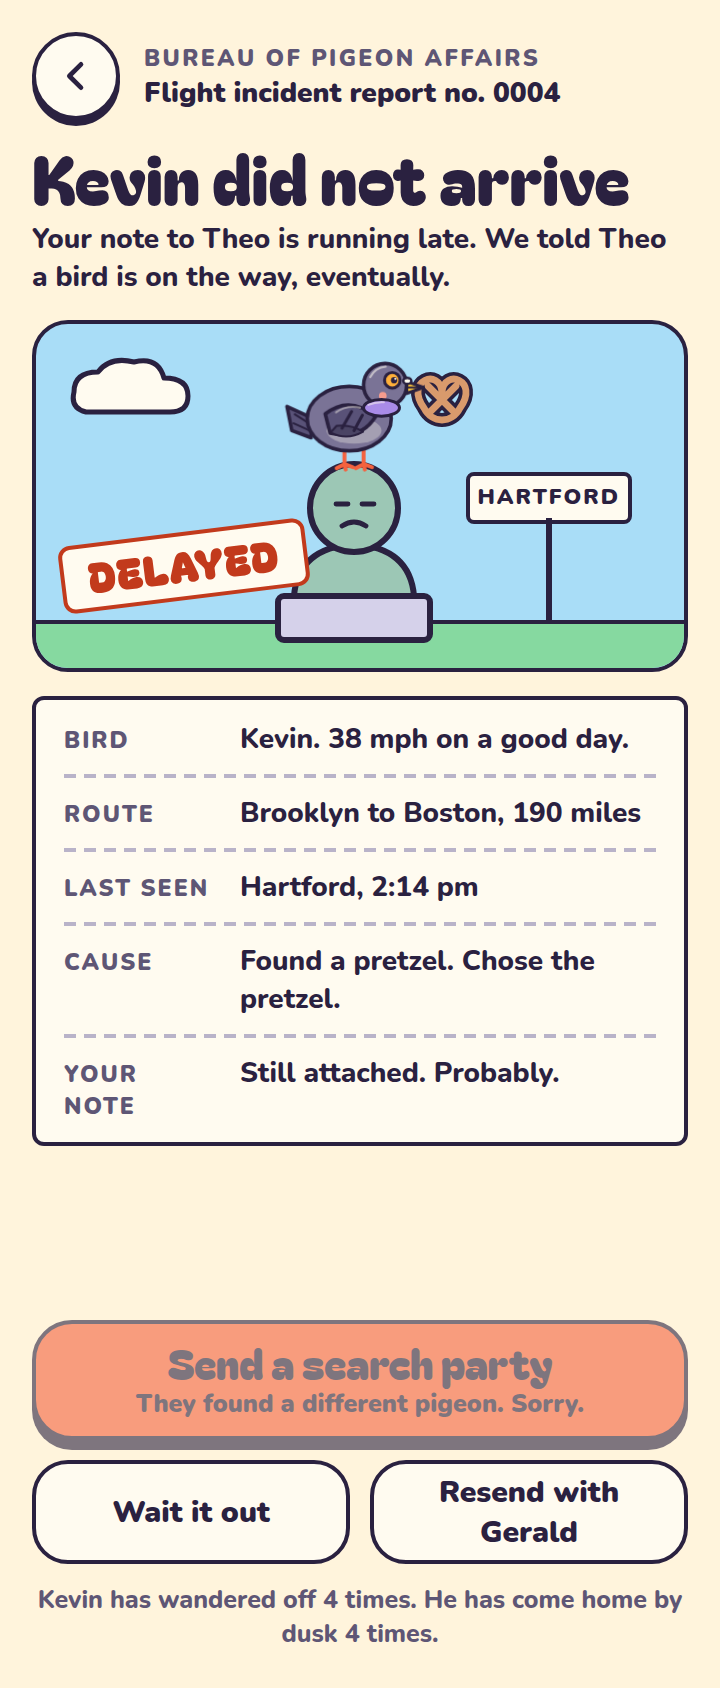 BUREAU OF PIGEON AFFAIRS
Flight incident report no. 0004
Kevin did not arrive
Your note to Theo is running late. We told Theo
a bird is on the way, eventually.
HARTFORD
DELAYED
BIRD
Kevin. 38 mph on a good day.
ROUTE
Brooklyn to Boston, 190 miles
LAST SEEN
Hartford, 2:14 pm
CAUSE
Found a pretzel. Chose the
pretzel.
YOUR
NOTE
Still attached. Probably.
Send a search party
They found a different pigeon. Sorry.
Wait it out
Resend with
Gerald
Kevin has wandered off 4 times. He has come home by
dusk 4 times.